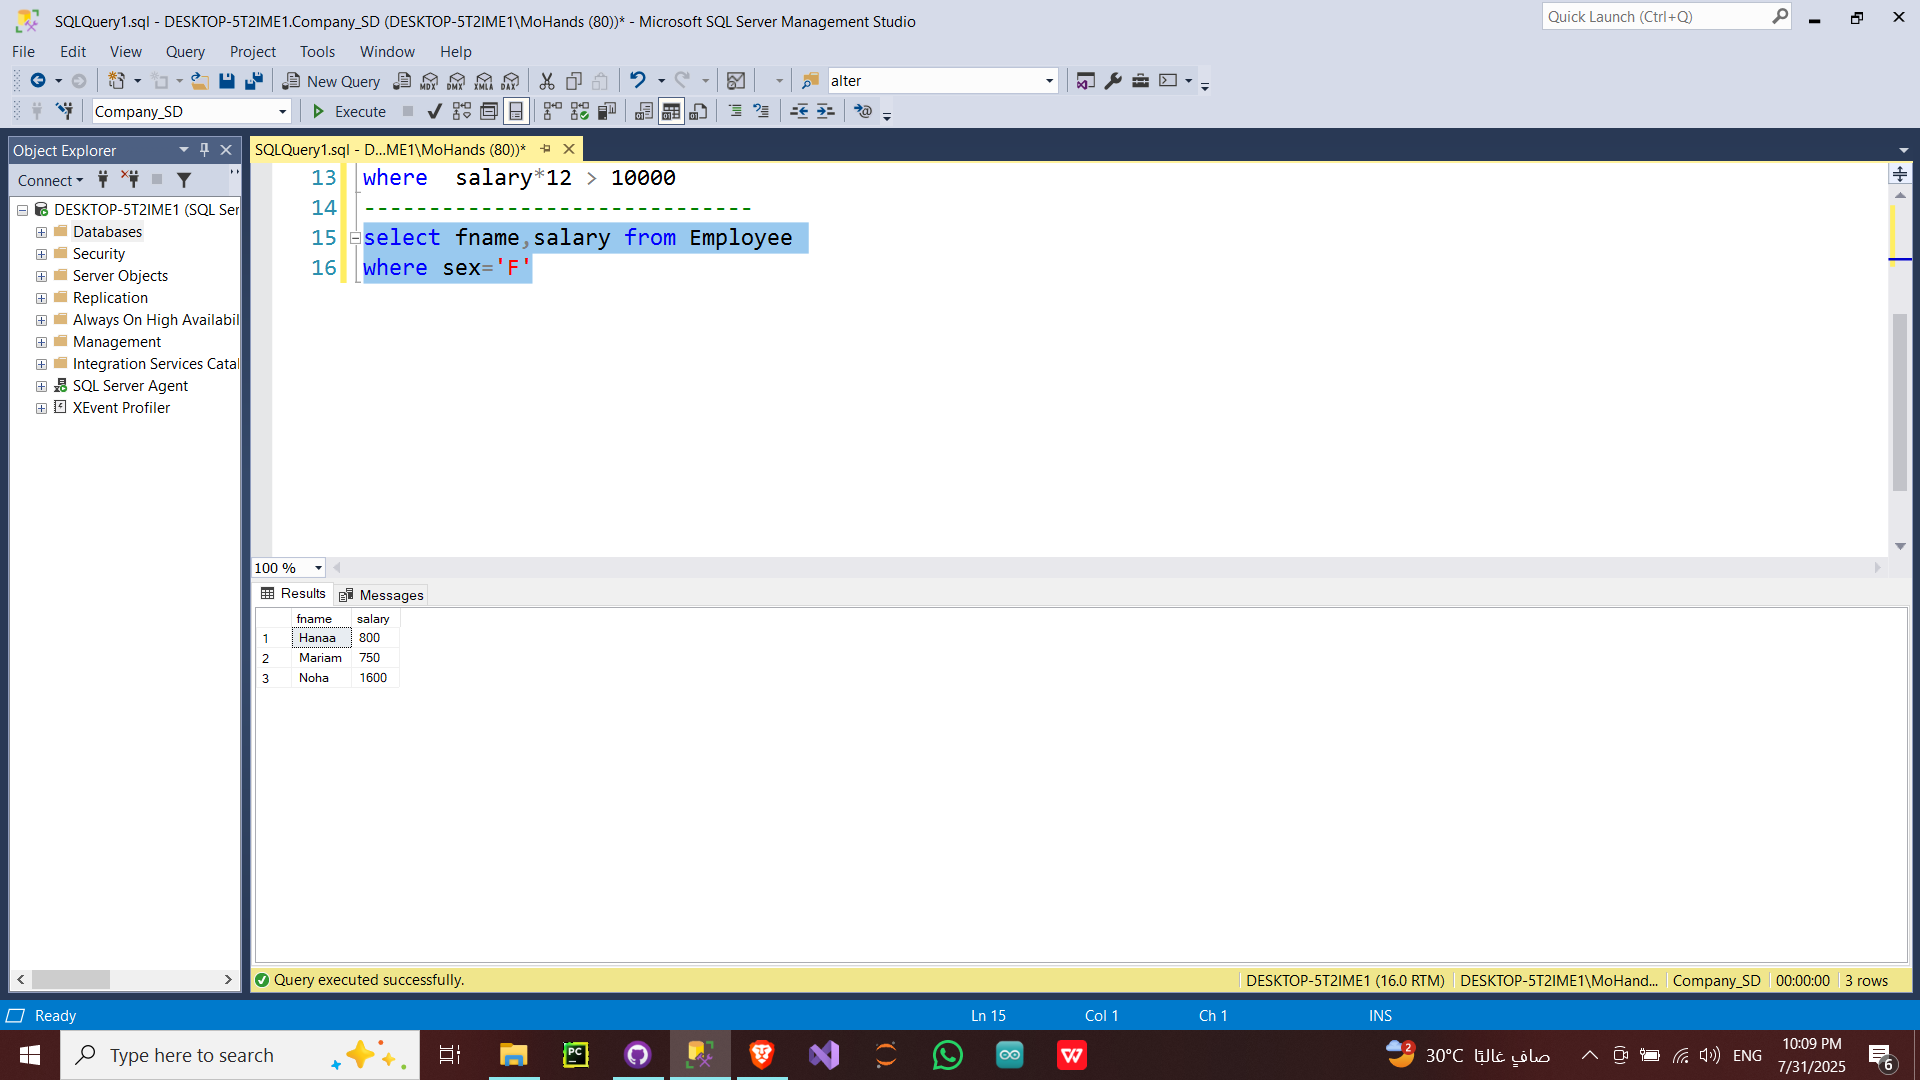 SQLQuery1.sql - DESKTOP-5T2IME1.Company_SD (DESKTOP-5T2IME1\MoHands (80))* - Microsoft SQL Server Management Studio
Quick Launch (Ctrl+Q)
File Edit View Query Project Tools Window Help
New Query
MDX DMX XMLA DAX
alter
Company_SD
Execute
Object Explorer
SQLQuery1.sql - D...ME1\MoHands (80))*
Connect
DESKTOP-5T2IME1 (SQL Ser
Databases
Security
Server Objects
Replication
Always On High Availabil
Management
Integration Services Catal
SQL Server Agent
XEvent Profiler
13 where  salary*12 > 10000
14 ------------------------------
15 select fname,salary from Employee
16 where sex='F'
100 %
Results Messages
fname salary
1 Hanaa 800
2 Mariam 750
3 Noha 1600
Query executed successfully.
DESKTOP-5T2IME1 (16.0 RTM) DESKTOP-5T2IME1\MoHand... Company_SD 00:00:00 3 rows
Ready Ln 15 Col 1 Ch 1 INS
Type here to search
PC
W
2
30°C صافٍ غالبًا
ENG
10:09 PM
7/31/2025
6